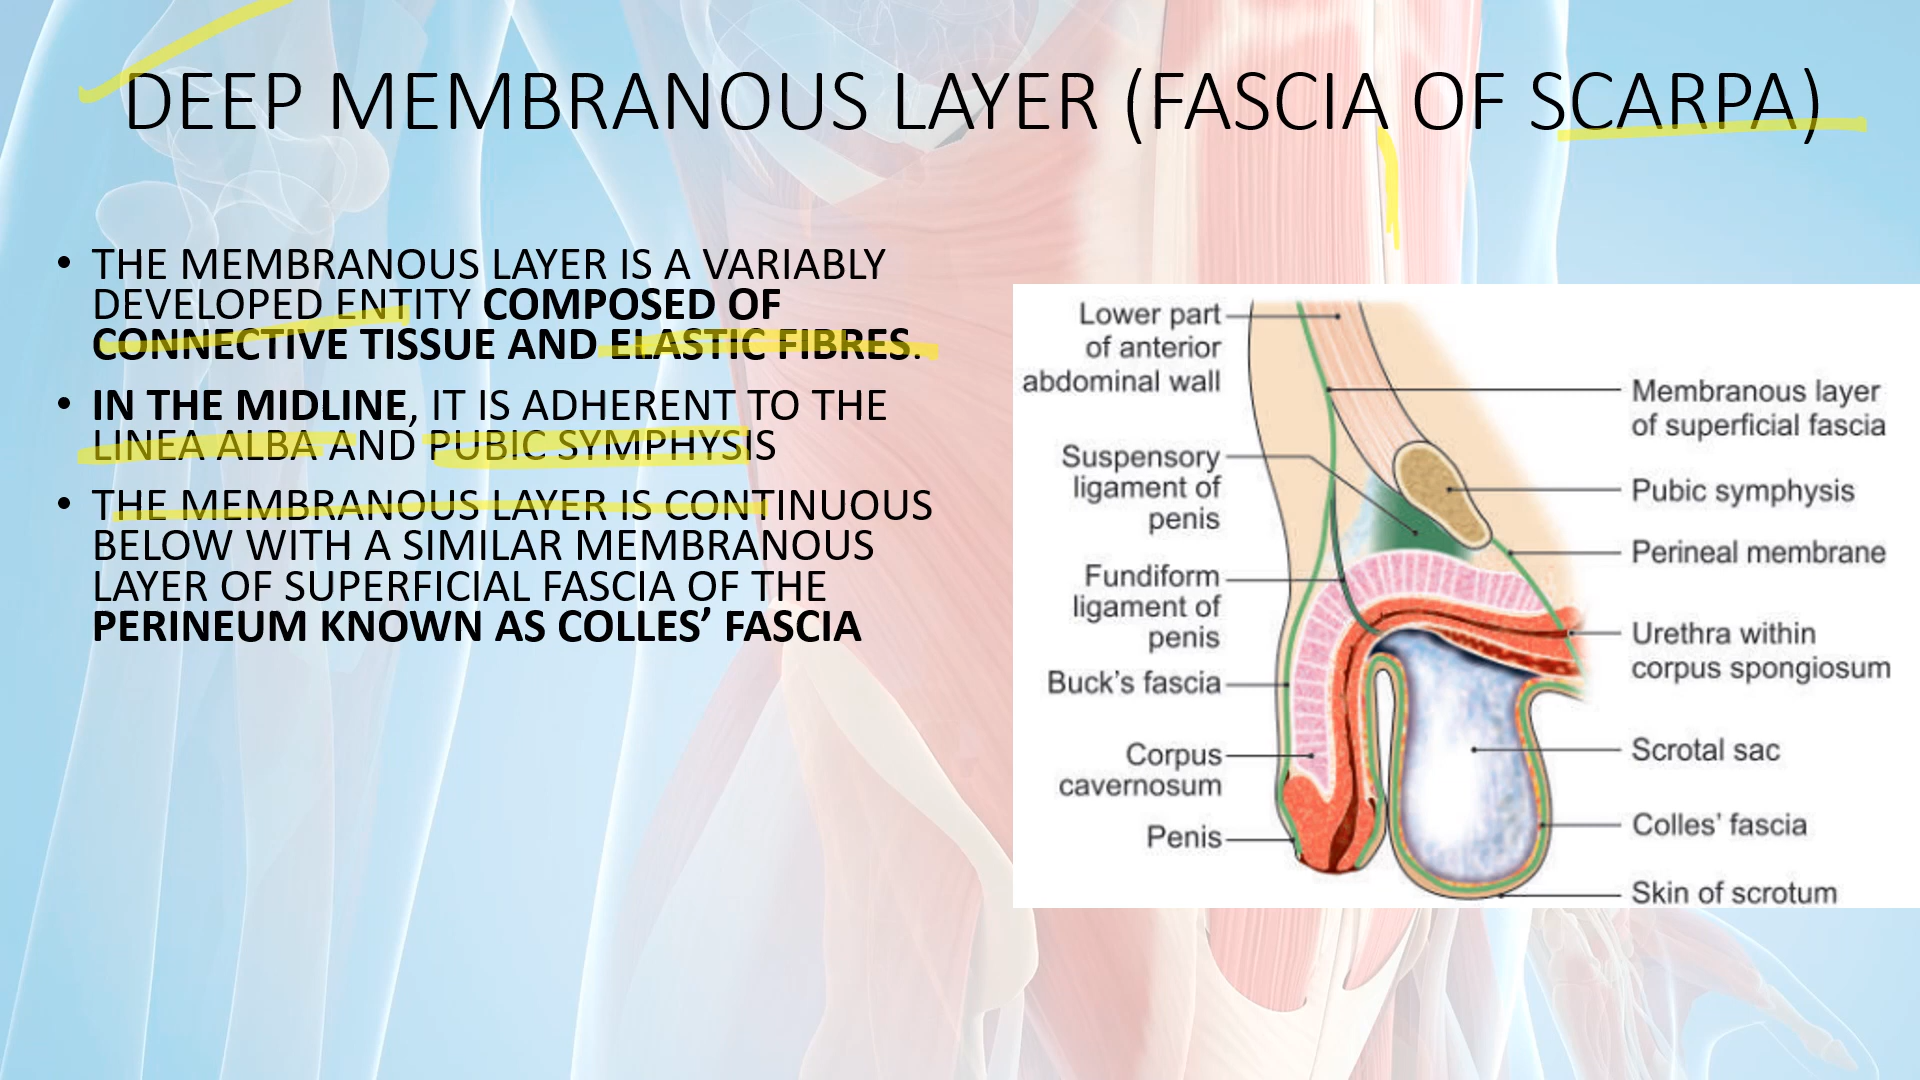 DEEP MEMBRANOUS LAYER (FASCIA OF SCARPA)
• THE MEMBRANOUS LAYER IS A VARIABLY
DEVELOPED ENTITY COMPOSED OF
CONNECTIVE TISSUE AND ELASTIC FIBRES.
• IN THE MIDLINE, IT IS ADHERENT TO THE
LINEA ALBA AND PUBIC SYMPHYSIS
• THE MEMBRANOUS LAYER IS CONTINUOUS
BELOW WITH A SIMILAR MEMBRANOUS
LAYER OF SUPERFICIAL FASCIA OF THE
PERINEUM KNOWN AS COLLES’ FASCIA
Lower part
of anterior
abdominal wall
Suspensory
ligament of
penis
Fundiform
ligament of
penis
Buck’s fascia
Corpus
cavernosum
Penis
Membranous layer
of superficial fascia
Pubic symphysis
Perineal membrane
Urethra within
corpus spongiosum
Scrotal sac
Colles’ fascia
Skin of scrotum